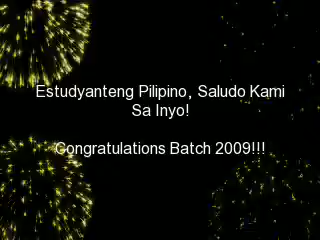 Estudyanteng Pilipino, Saludo Kami
Sa Inyo!
Congratulations Batch 2009!!!